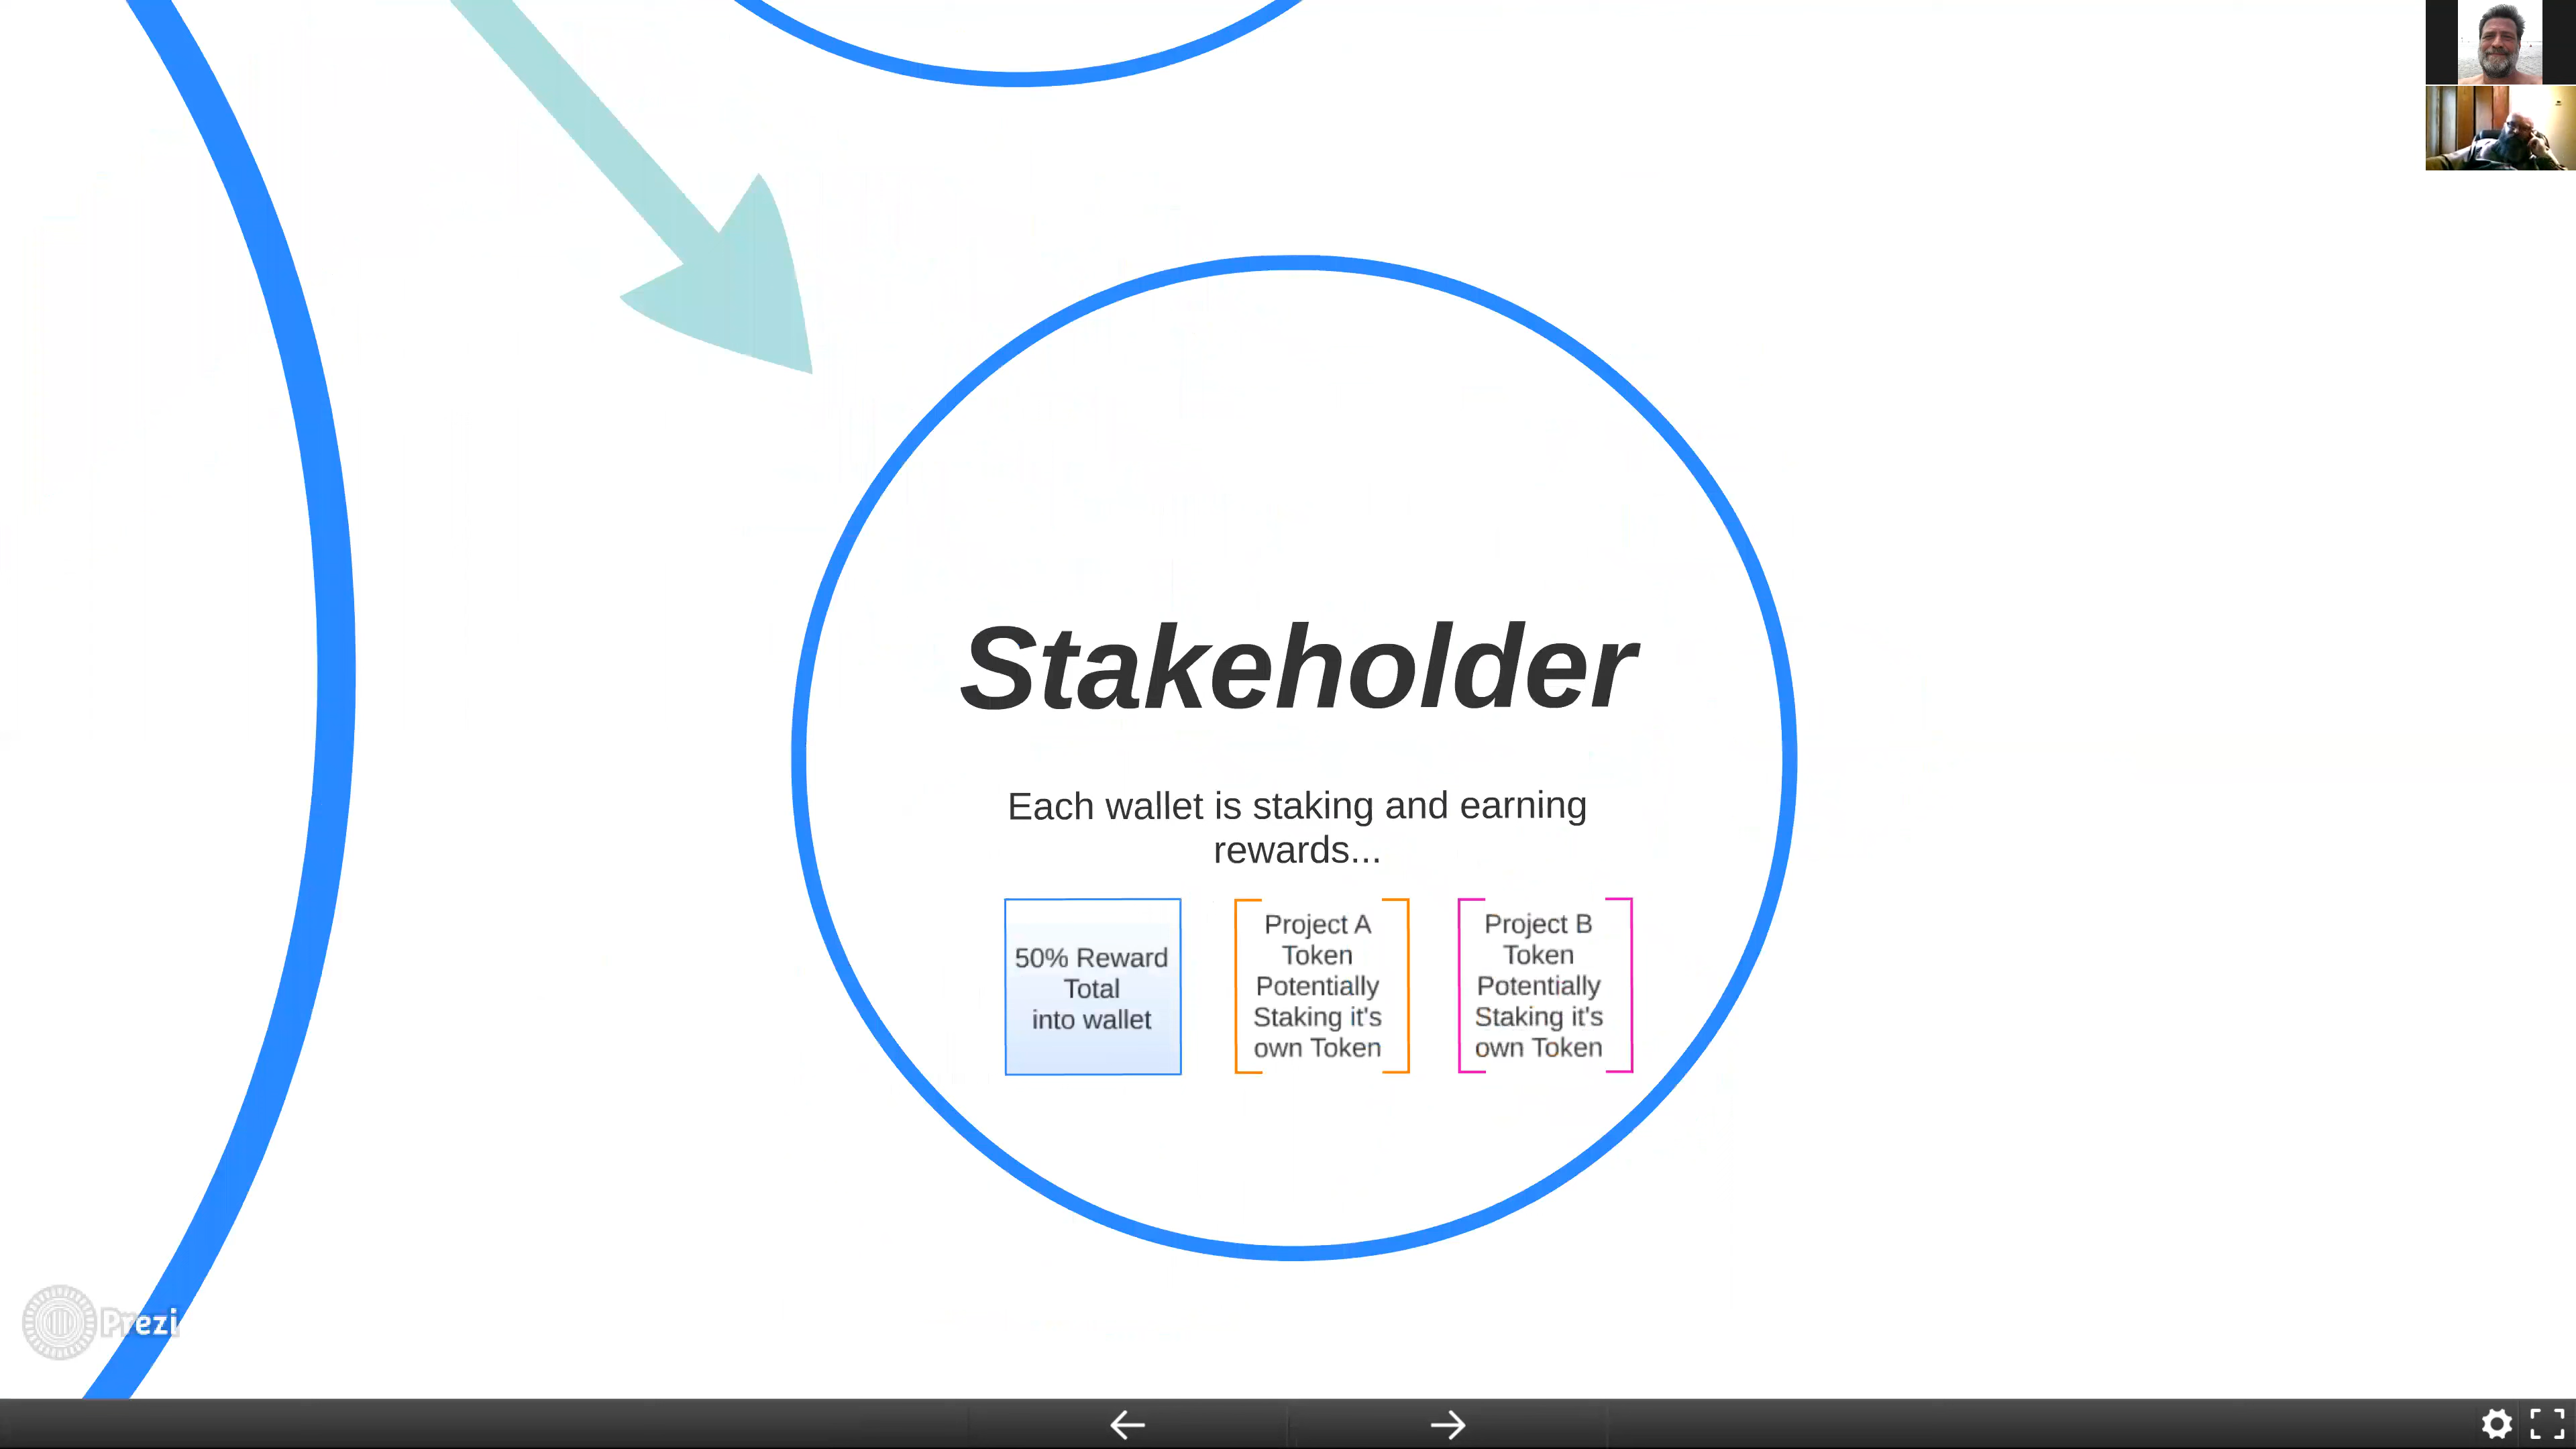 Stakeholder
Each wallet is staking and earning
rewards...
50% Reward
Total
into wallet
Project A
Token
Potentially
Staking it's
own Token
Project B
Token
Potentially
Staking it's
own Token
Prezi